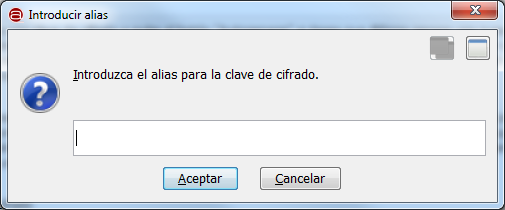 Introducir alias
Introduzca el alias para la clave de cifrado.
Aceptar
Cancelar